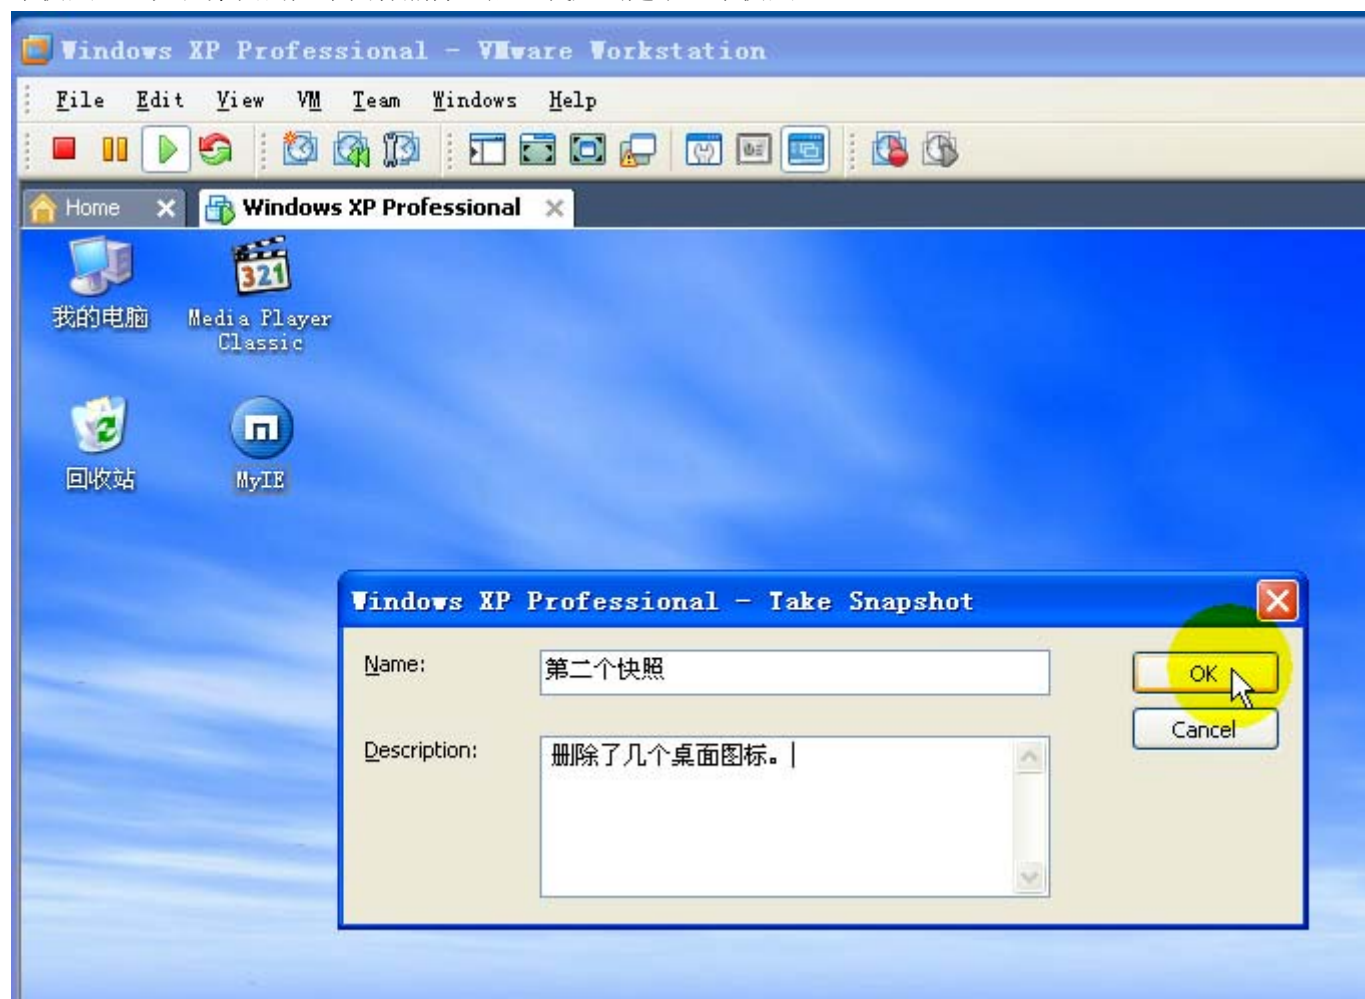 Windows XP Professional - VMware Workstation
File Edit View VM Team Windows Help
Home Windows XP Professional
321
我的电脑 Media Player Classic
回收站 MyIE
Windows XP Professional - Take Snapshot
Name: 第二个快照 OK
Cancel
Description: 删除了几个桌面图标。